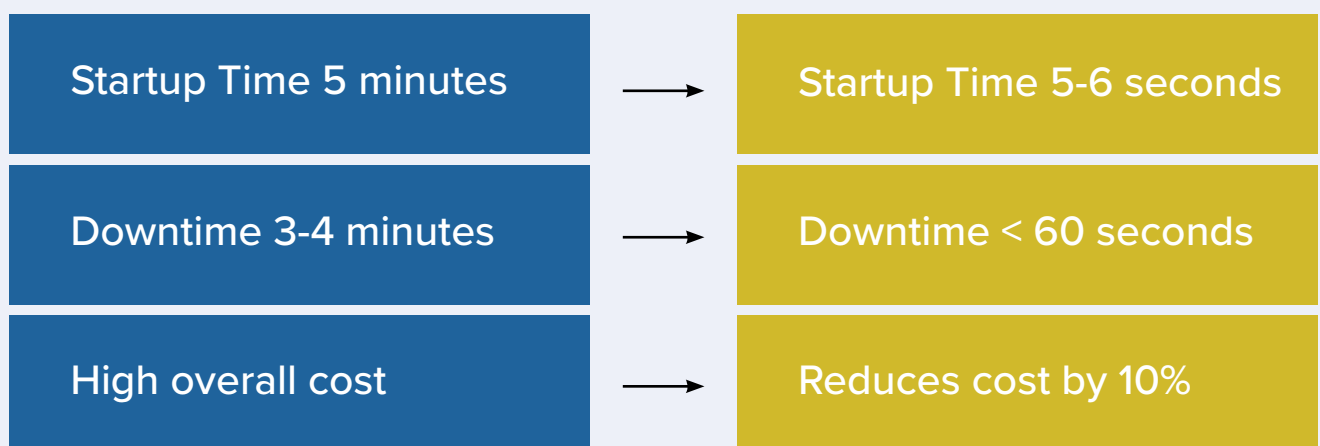 Startup Time 5 minutes
Startup Time 5-6 seconds
Downtime 3-4 minutes
Downtime < 60 seconds
High overall cost
Reduces cost by 10%